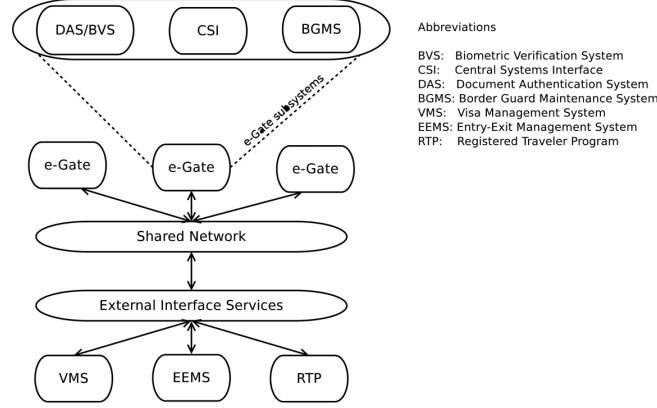 DAS/BVS CSI BGMS
Abbreviations
BVS: Biometric Verification System
CSI: Central Systems Interface
DAS: Document Authentication System
BGMS: Border Guard Maintenance System
VMS: Visa Management System
EEMS: Entry-Exit Management System
RTP: Registered Traveler Program
e-Gate subsystems
e-Gate e-Gate e-Gate
Shared Network
External Interface Services
VMS EEMS RTP